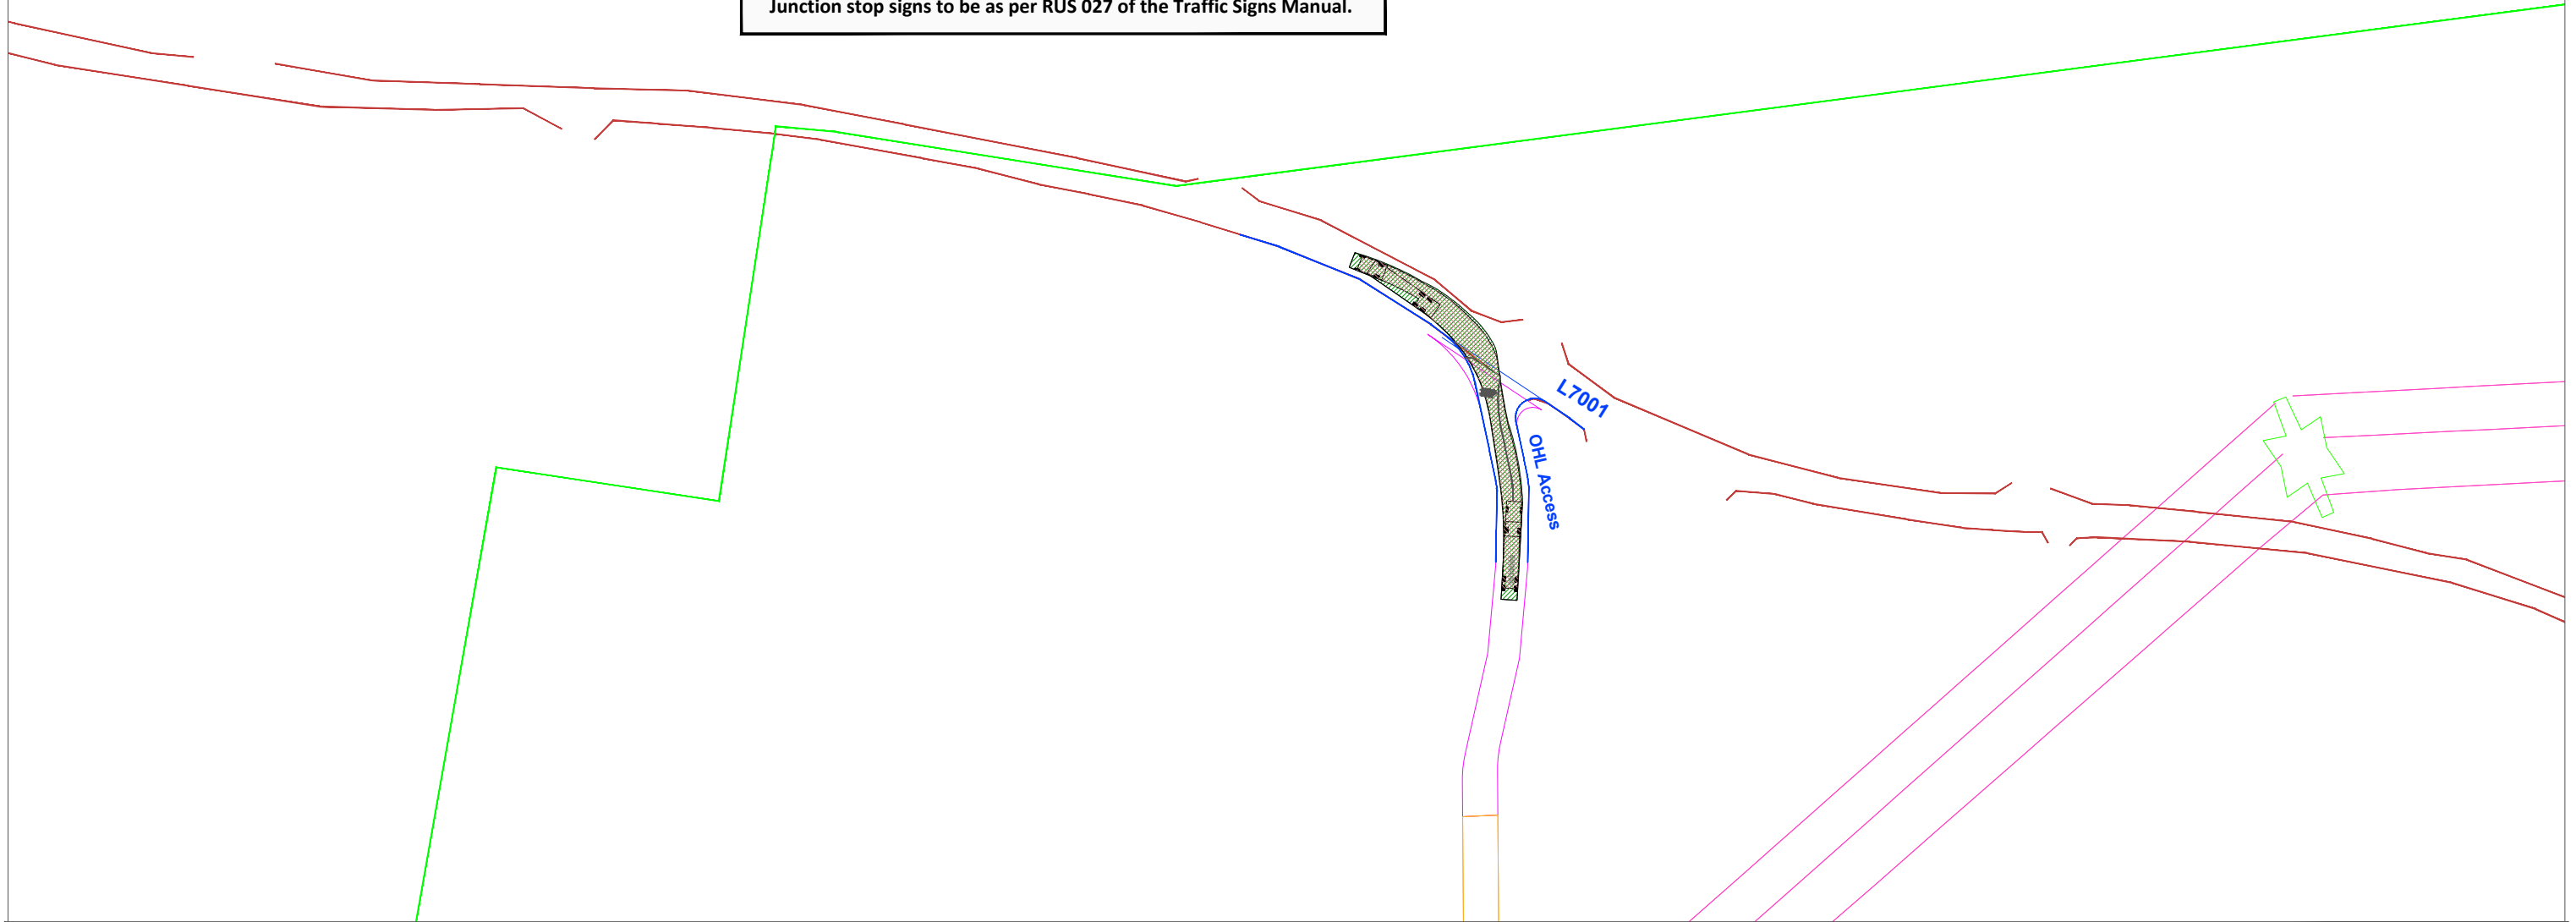 Junction stop signs to be as per RUS 027 of the Traffic Signs Manual.
L7001
OHL Access